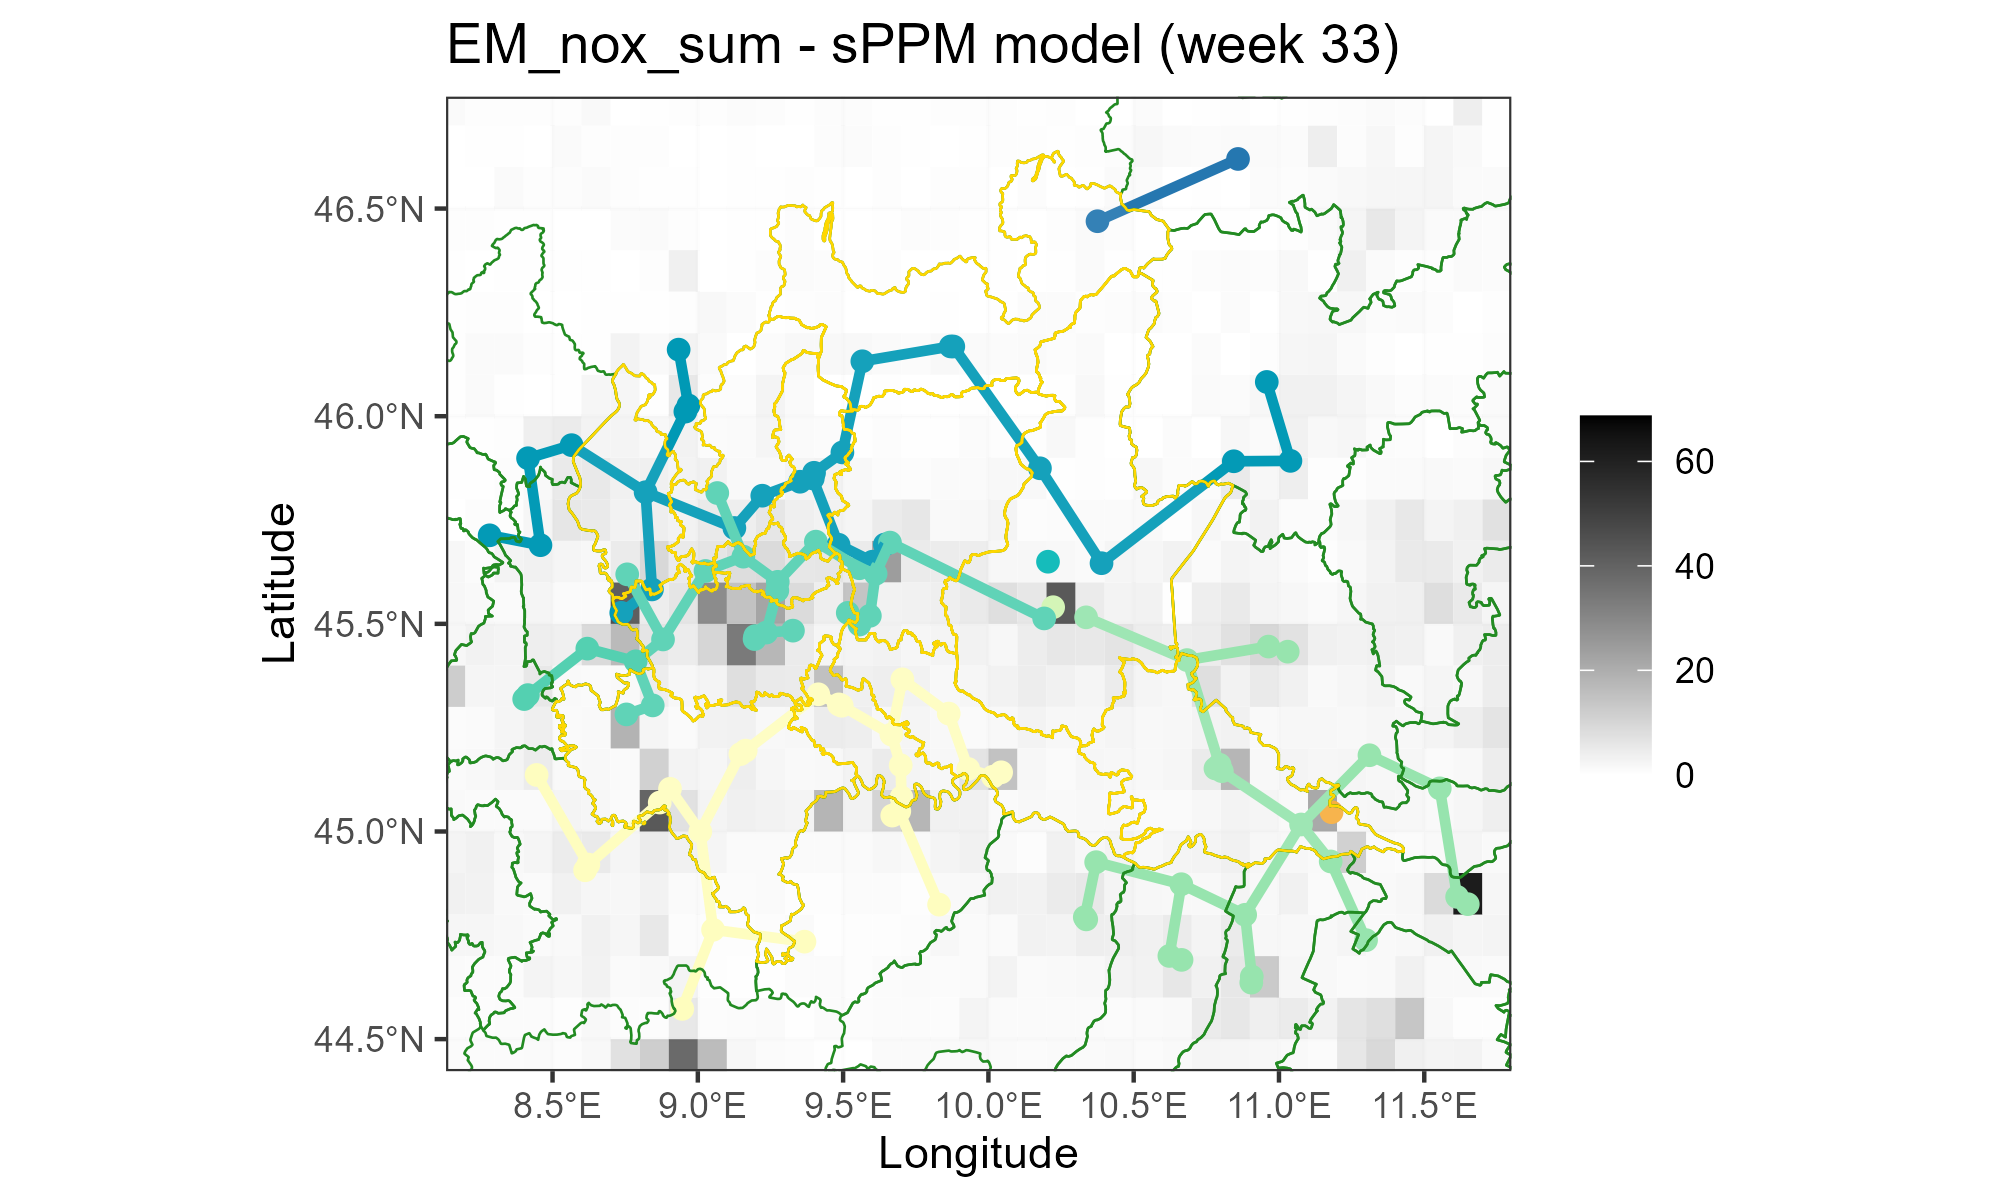 EM_nox_sum - sPPM model (week 33)
46.5°N
46.0°N
45.5°N
45.0°N
44.5°N
Latitude
8.5°E 9.0°E 9.5°E 10.0°E 10.5°E 11.0°E 11.5°E
Longitude
60
40
20
0